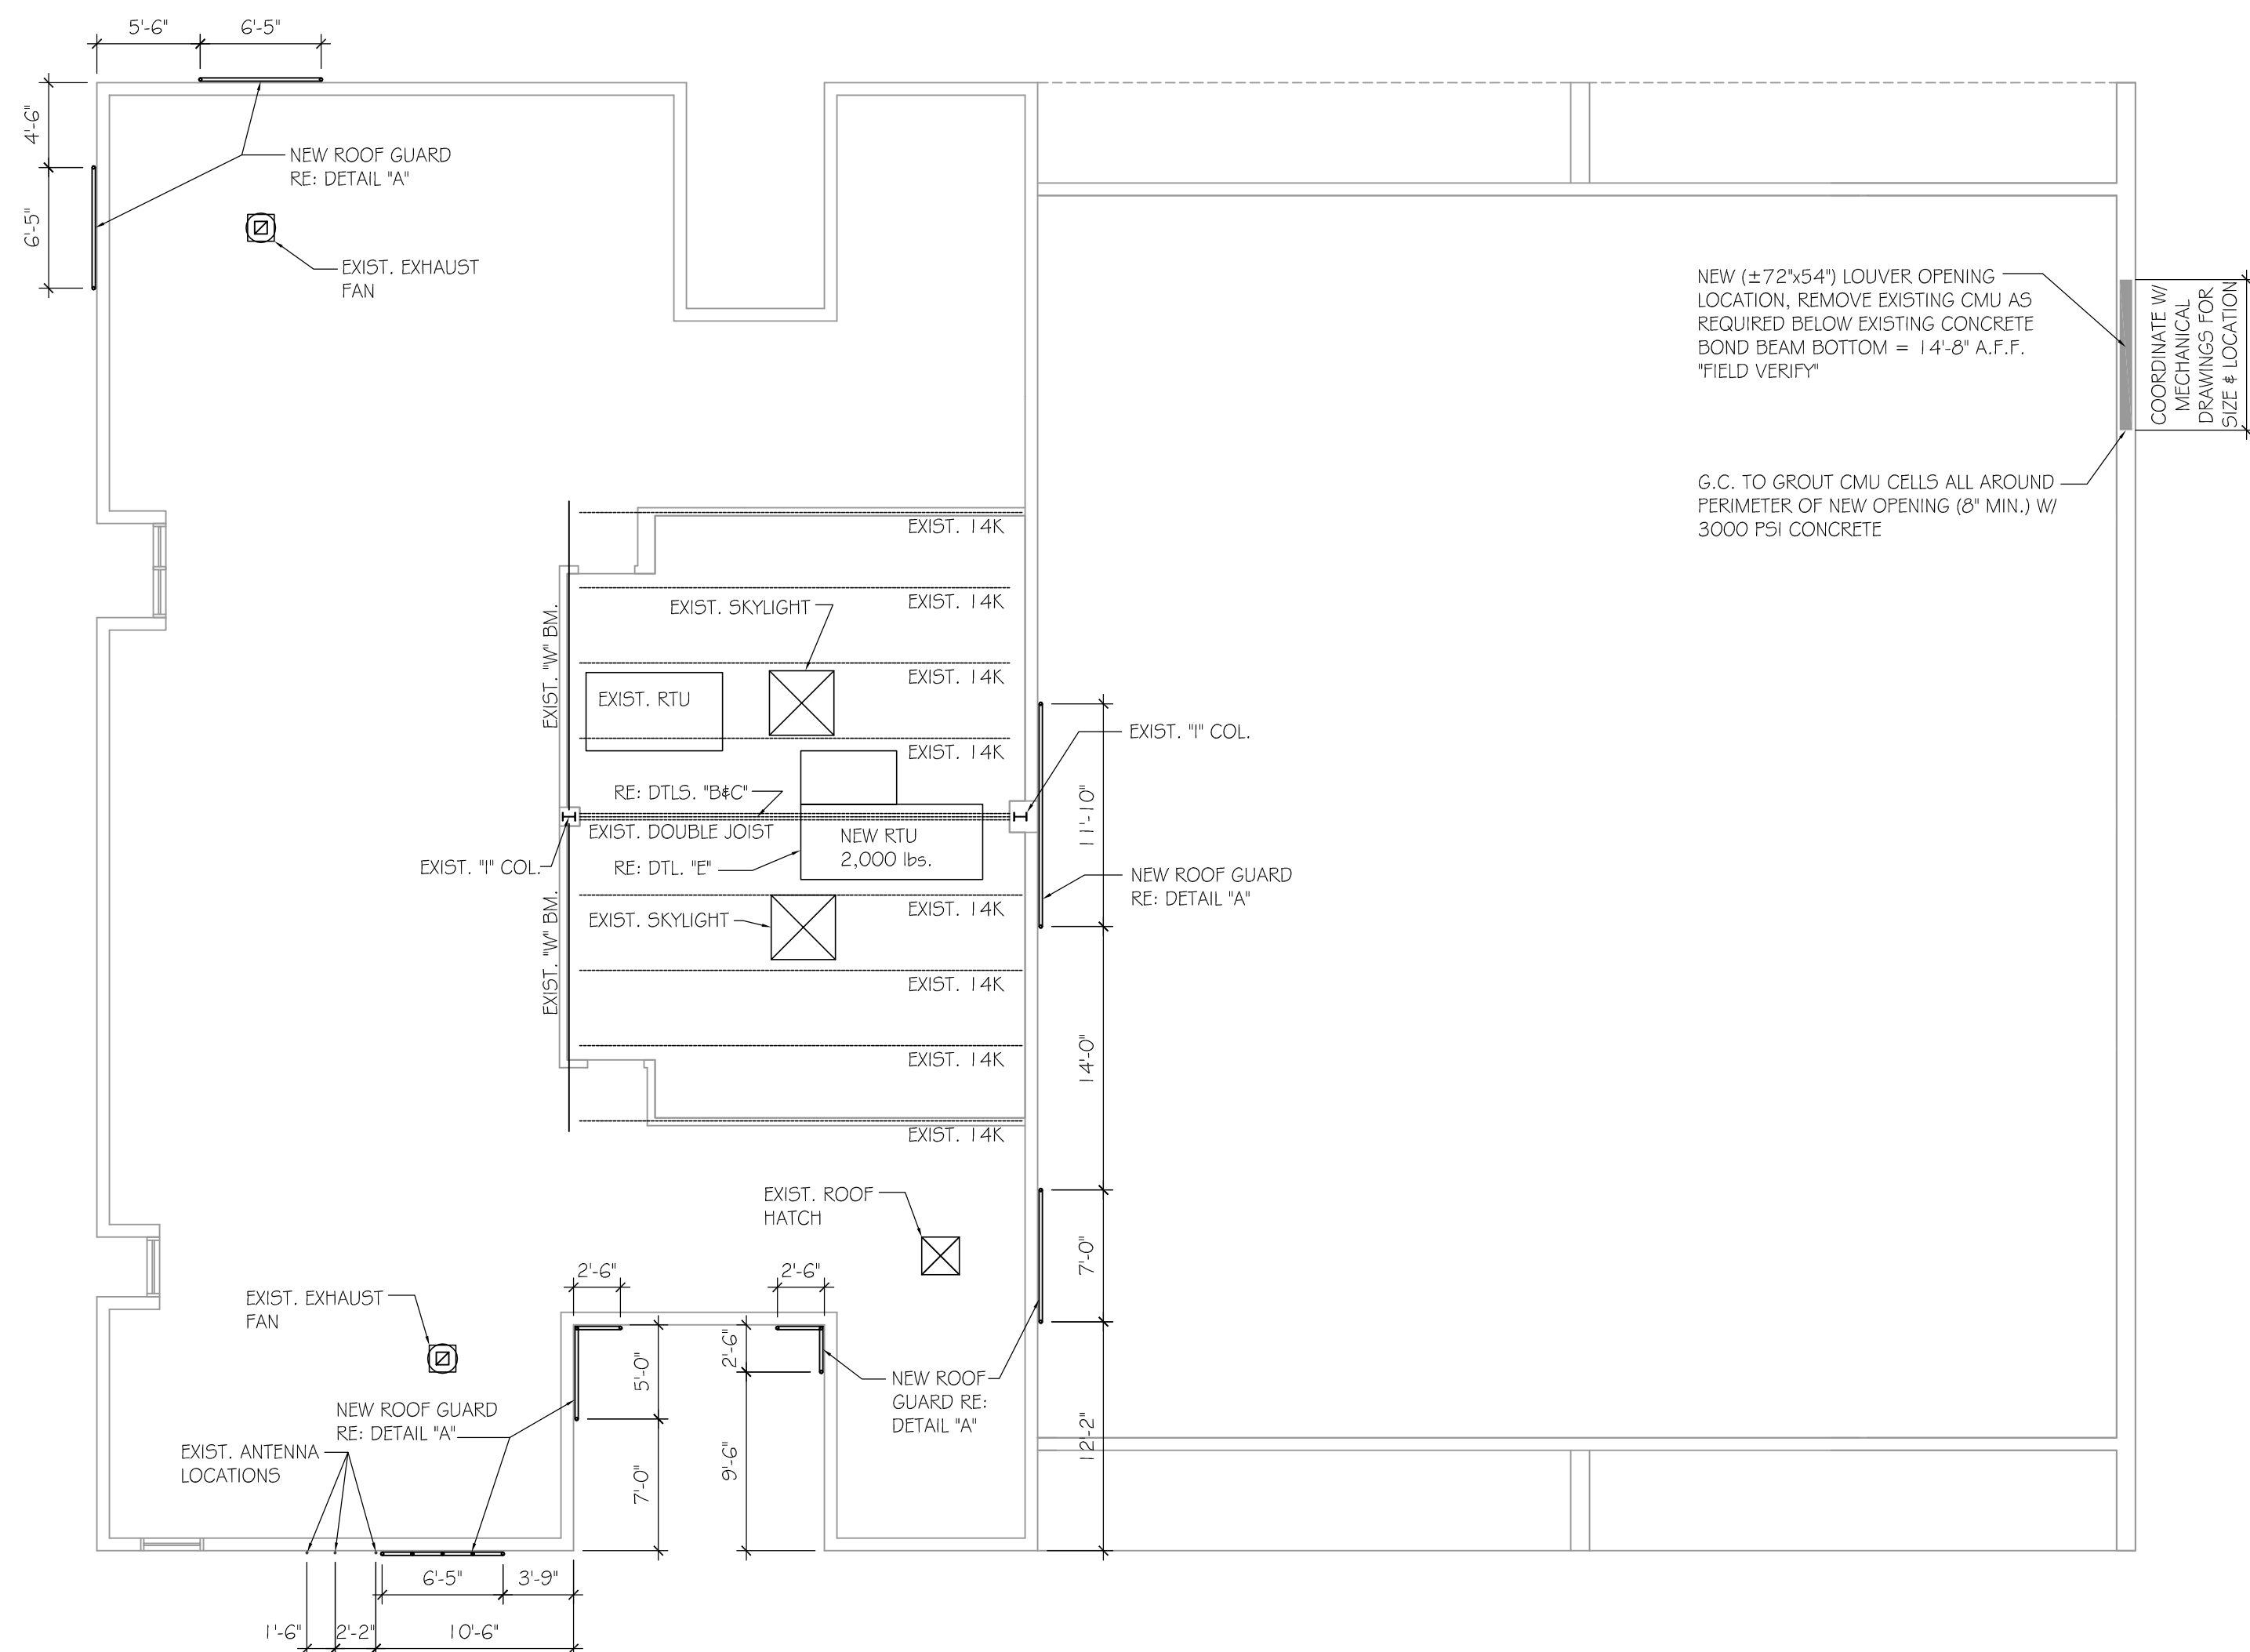 5'-6"
6'-5"
4'-6"
6'-5"
NEW ROOF GUARD
RE: DETAIL "A"
EXIST. EXHAUST
FAN
NEW (±72"x54") LOUVER OPENING
LOCATION, REMOVE EXISTING CMU AS
REQUIRED BELOW EXISTING CONCRETE
BOND BEAM BOTTOM = 14'-8" A.F.F.
"FIELD VERIFY"
COORDINATE W/
MECHANICAL
DRAWINGS FOR
SIZE & LOCATION
G.C. TO GROUT CMU CELLS ALL AROUND
PERIMETER OF NEW OPENING (8" MIN.) W/
3000 PSI CONCRETE
EXIST. 14K
EXIST. 14K
EXIST. SKYLIGHT
EXIST. "W" BM.
EXIST. 14K
EXIST. RTU
EXIST. 14K
EXIST. "I" COL.
RE: DTLS. "B&C"
11'-10"
EXIST. DOUBLE JOIST
NEW RTU
2,000 lbs.
EXIST. "I" COL.
RE: DTL. "E"
NEW ROOF GUARD
RE: DETAIL "A"
EXIST. 14K
EXIST. SKYLIGHT
EXIST. "W" BM.
EXIST. 14K
EXIST. 14K
14'-0"
EXIST. 14K
EXIST. ROOF
HATCH
7'-0"
2'-6"
2'-6"
EXIST. EXHAUST
FAN
5'-0"
2'-6"
NEW ROOF
GUARD RE:
DETAIL "A"
NEW ROOF GUARD
RE: DETAIL "A"
12'-2"
EXIST. ANTENNA
LOCATIONS
7'-0"
9'-6"
6'-5"
3'-9"
1'-6"
2'-2"
10'-6"